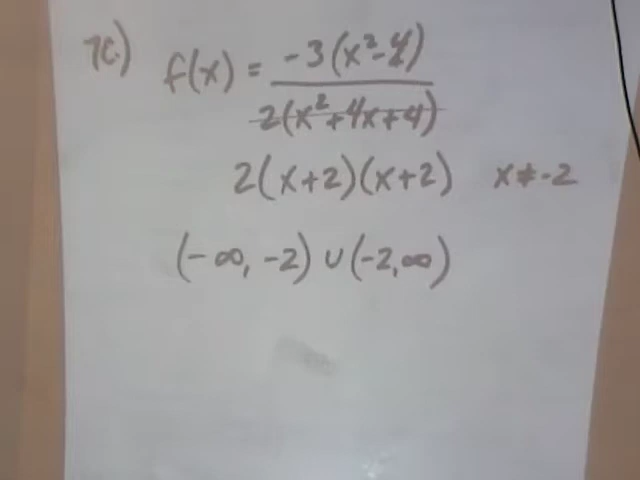 7c.) f(x) = -3(x²-4)
2(x²+4x+4)
2(x+2)(x+2) x≠-2
(-∞, -2) ∪ (-2, ∞)